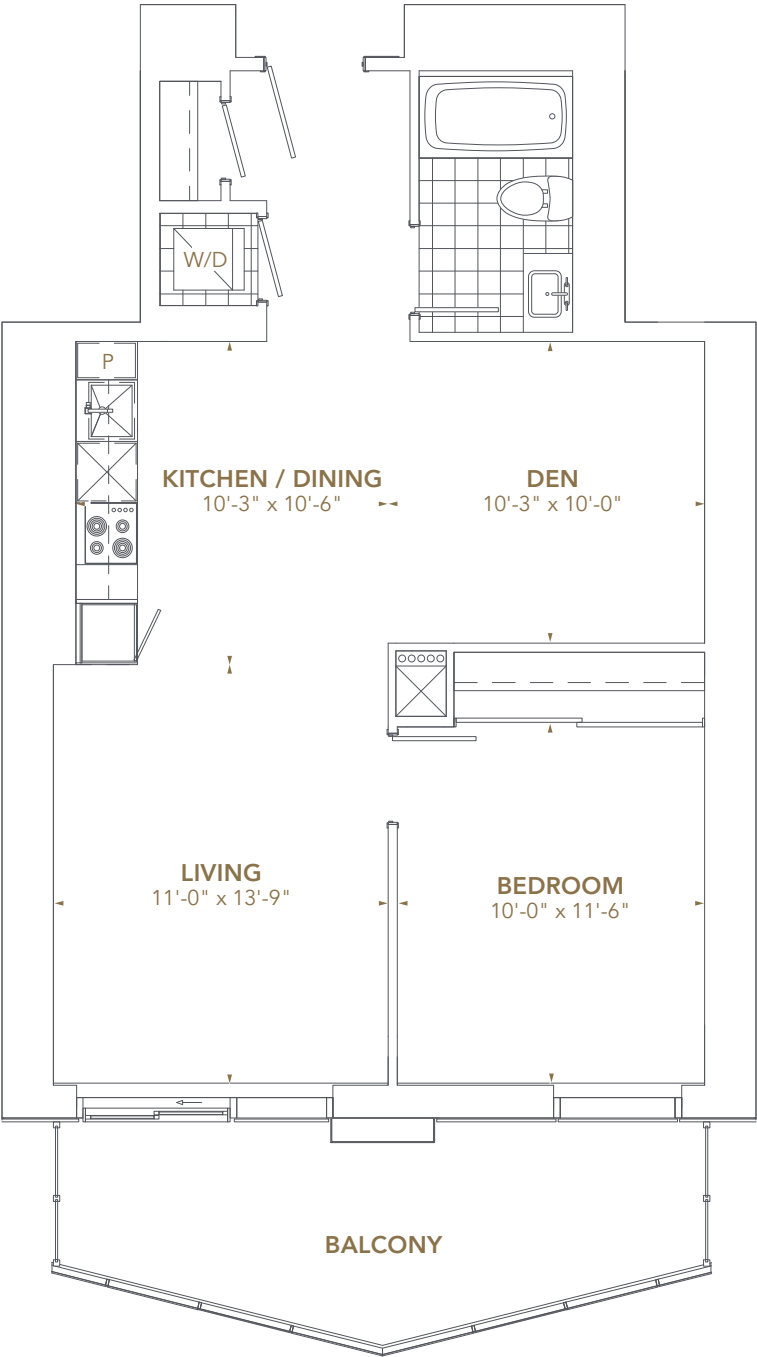 W/D
P
KITCHEN / DINING
10'-3" x 10'-6"
DEN
10'-3" x 10'-0"
LIVING
11'-0" x 13'-9"
BEDROOM
10'-0" x 11'-6"
BALCONY